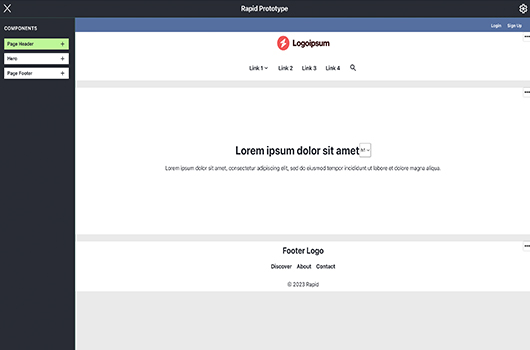 Rapid Prototype
COMPONENTS
Page Header
Hero
Page Footer
Login Sign Up
Logoipsum
Link 1 Link 2 Link 3 Link 4
Lorem ipsum dolor sit amet h1
Lorem ipsum dolor sit amet, consectetur adipiscing elit, sed do eiusmod tempor incididunt ut labore et dolore magna aliqua.
Footer Logo
Discover About Contact
© 2023 Rapid